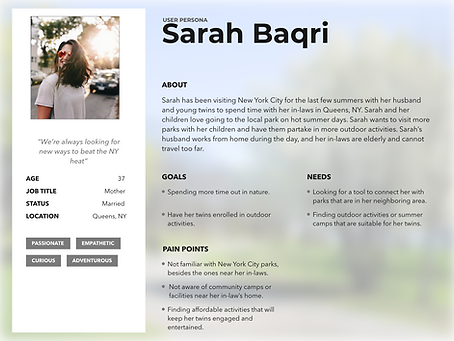 USER PERSONA
Sarah Baqri
"We're always looking for
new ways to beat the NY
heat"
AGE 37
JOB TITLE Mother
STATUS Married
LOCATION Queens, NY
PASSIONATE EMPATHETIC
CURIOUS ADVENTUROUS
ABOUT
Sarah has been visiting New York City for the last few summers with her husband
and young twins to spend time with her in-laws in Queens, NY. Sarah and her
children love going to the local park on hot summer days. Sarah wants to visit more
parks with her children and have them partake in more outdoor activities. Sarah's
husband works from home during the day, and her in-laws are elderly and cannot
travel too far.
GOALS
• Spending more time out in nature.
• Have her twins enrolled in outdoor
activities.
NEEDS
• Looking for a tool to connect her with
parks that are in her neighboring area.
• Finding outdoor activities or summer
camps that are suitable for her twins.
PAIN POINTS
• Not familiar with New York City parks,
besides the ones near her in-laws.
• Not aware of community camps or
facilities near her in-law's home.
• Finding affordable activities that will
keep her twins engaged and
entertained.